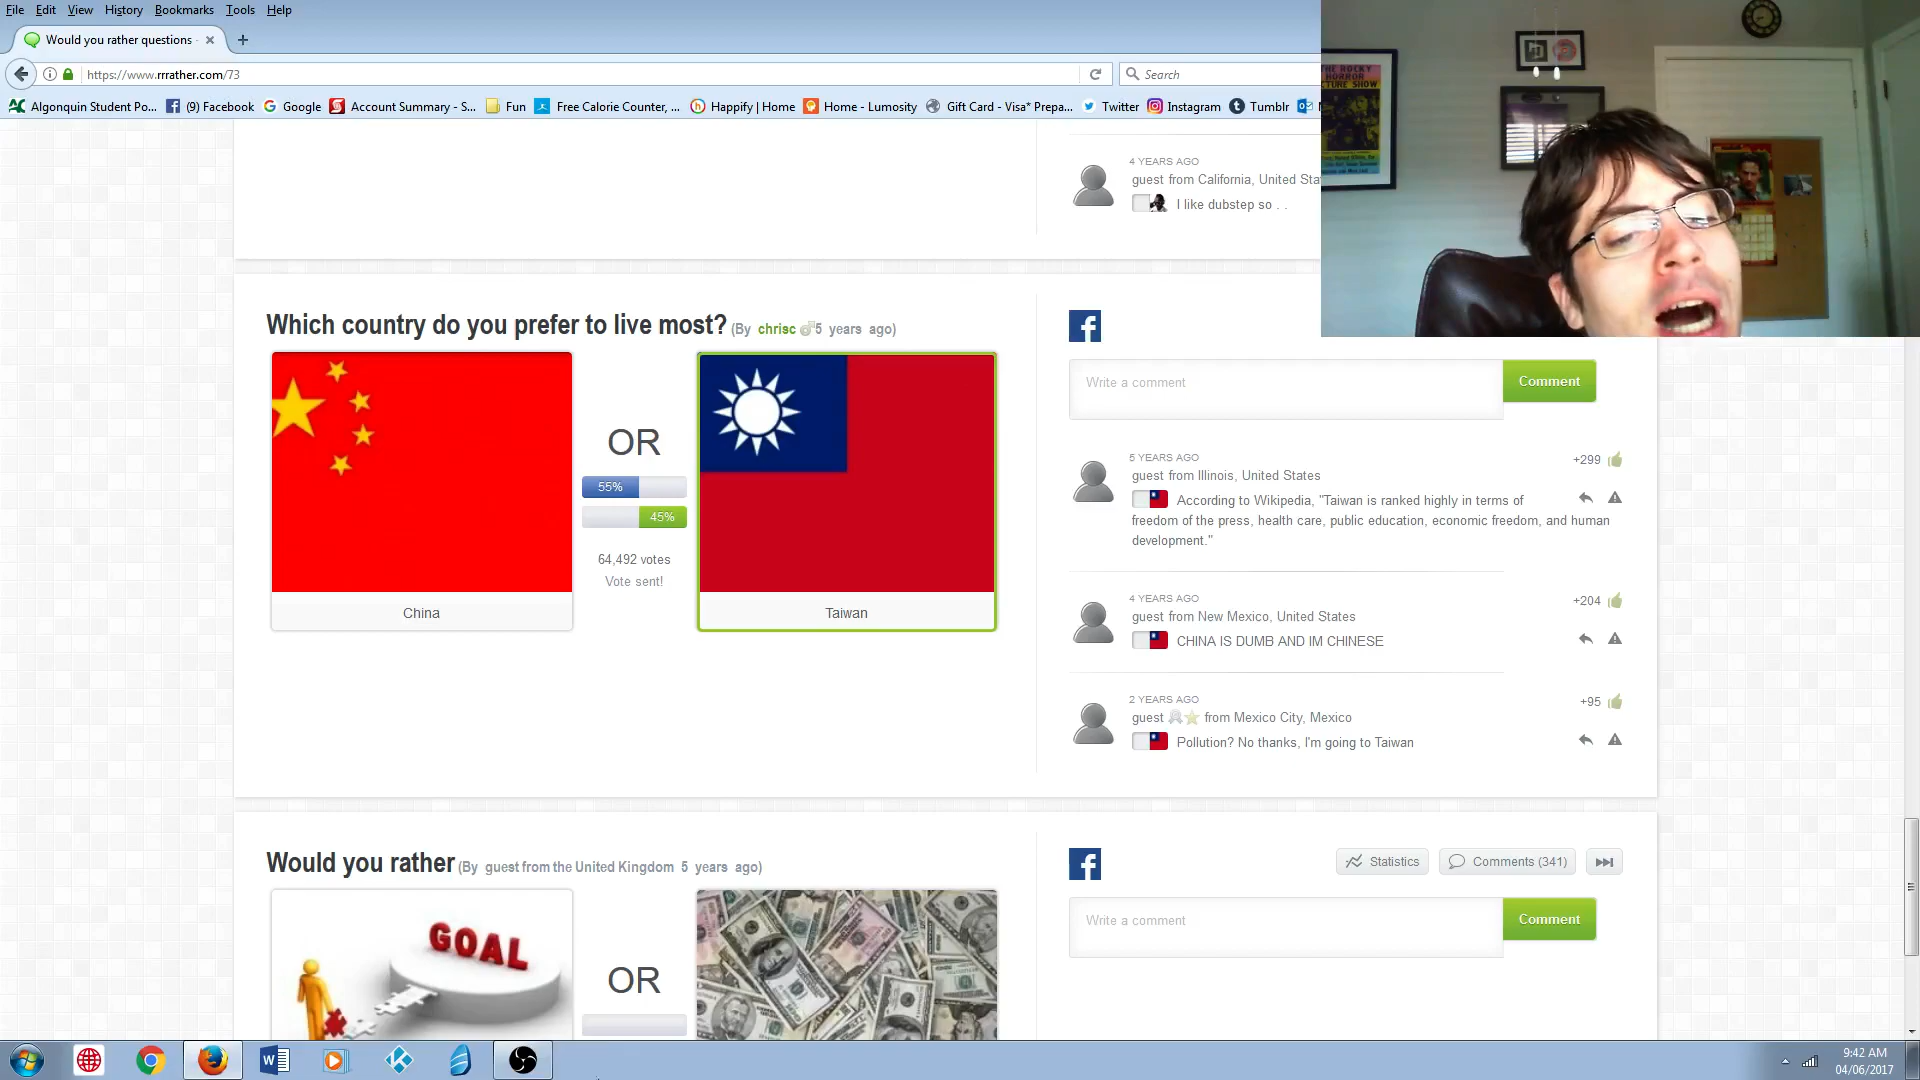 File Edit View History Bookmarks Tools Help
Would you rather questions -
https://www.rrrather.com/73
Search
Algonquin Student Po... (9) Facebook Google Account Summary - S... Fun Free Calorie Counter, ... Happify | Home Home - Lumosity Gift Card - Visa* Prepa... Twitter Instagram Tumblr
THE ROCKY
HORROR
4 YEARS AGO
guest from California, United Sta
I like dubstep so . .
Which country do you prefer to live most? (By chrisc 5 years ago)
OR
55%
45%
64,492 votes
Vote sent!
China
Taiwan
Write a comment
Comment
5 YEARS AGO
+299
guest from Illinois, United States
According to Wikipedia, "Taiwan is ranked highly in terms of
freedom of the press, health care, public education, economic freedom, and human
development."
4 YEARS AGO
+204
guest from New Mexico, United States
CHINA IS DUMB AND IM CHINESE
2 YEARS AGO
+95
guest from Mexico City, Mexico
Pollution? No thanks, I'm going to Taiwan
Would you rather (By guest from the United Kingdom 5 years ago)
Statistics
Comments (341)
GOAL
OR
Write a comment
Comment
9:42 AM
04/06/2017